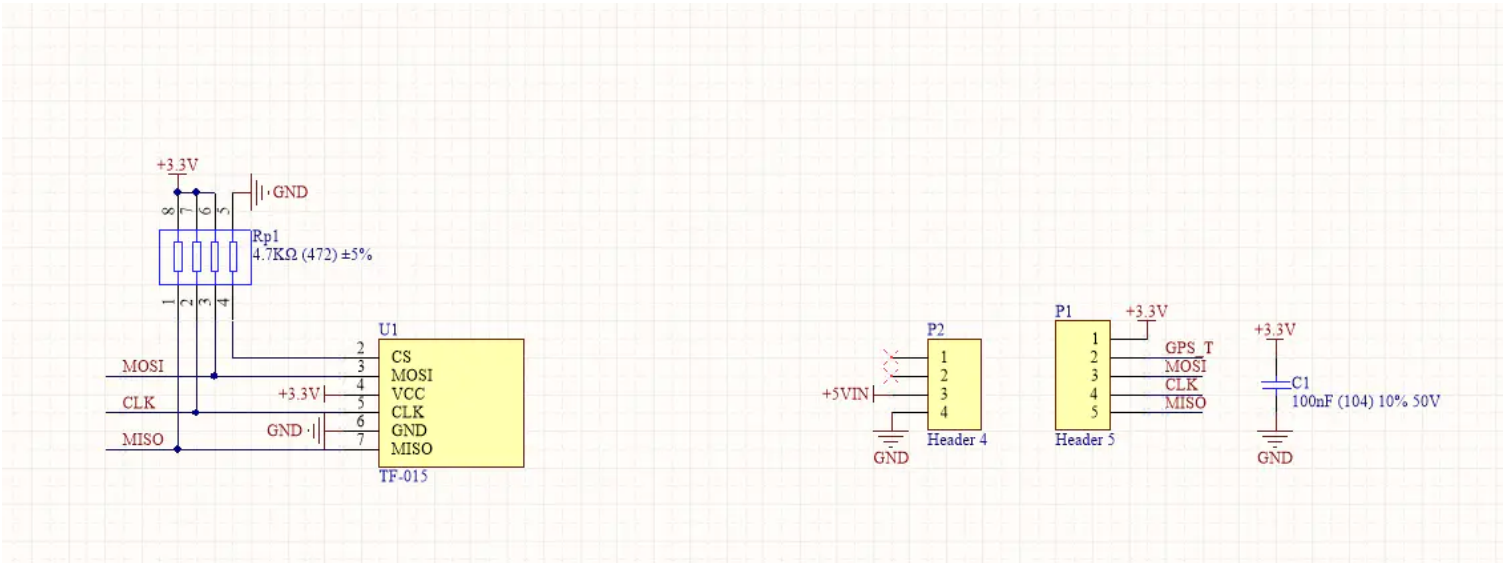 +3.3V
GND
8
7
6
5
Rp1
4.7KΩ (472) ±5%
1
2
3
4
U1
2 CS
MOSI 3 MOSI
+3.3V 4 VCC
CLK 5 CLK
GND 6 GND
MISO 7 MISO
TF-015
P2
1
2
+5VIN 3
4
Header 4
GND
P1
+3.3V
1
2 GPS_T
3 MOSI
4 CLK
5 MISO
Header 5
+3.3V
C1
100nF (104) 10% 50V
GND